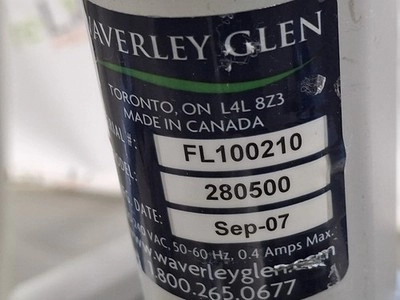 WAVERLEY GLEN
TORONTO, ON L4L 8Z3
MADE IN CANADA
#: FL100210
280500
DATE: Sep-07
VAC, 50-60 Hz, 0.4 Amps Max.
www.waverleyglen.com
1.800.265.0677